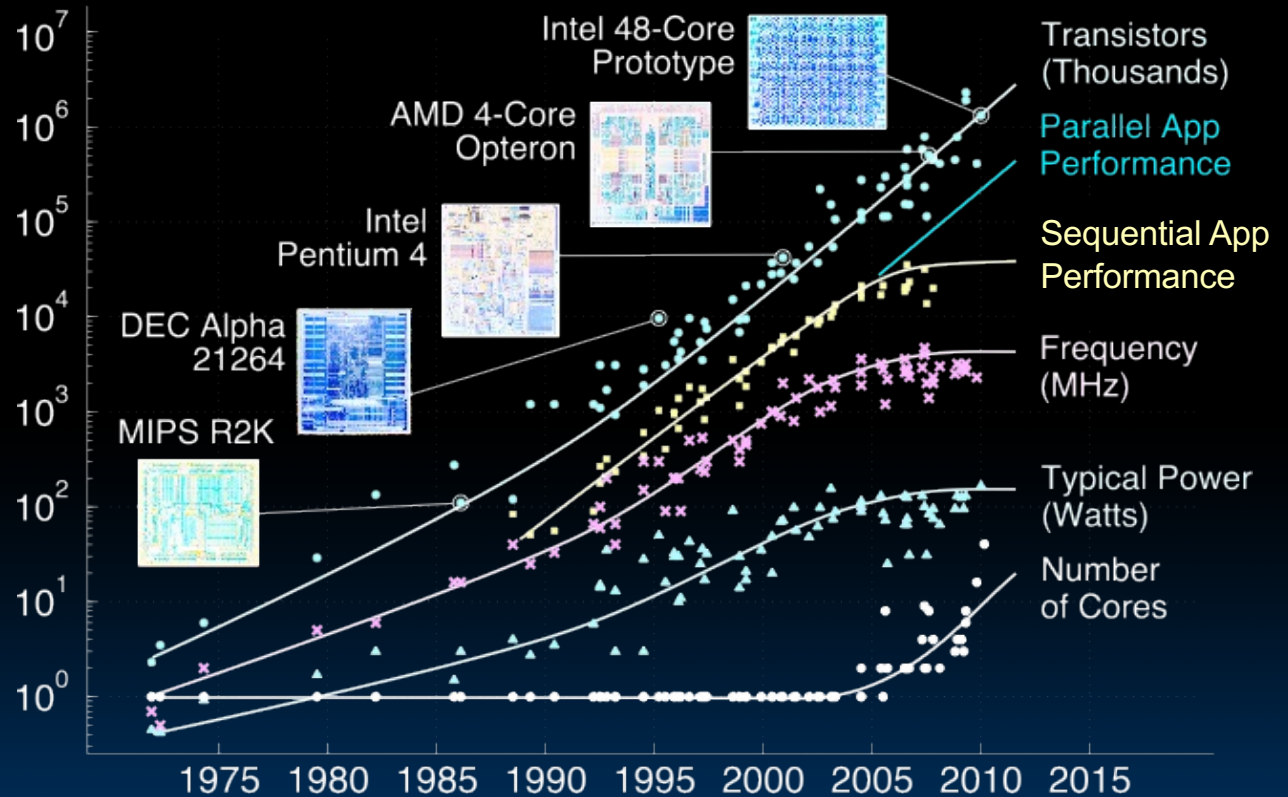 10^7
10^6
10^5
10^4
10^3
10^2
10^1
10^0
Intel 48-Core
Prototype
AMD 4-Core
Opteron
Intel
Pentium 4
DEC Alpha
21264
MIPS R2K
Transistors
(Thousands)
Parallel App
Performance
Sequential App
Performance
Frequency
(MHz)
Typical Power
(Watts)
Number
of Cores
1975 1980 1985 1990 1995 2000 2005 2010 2015